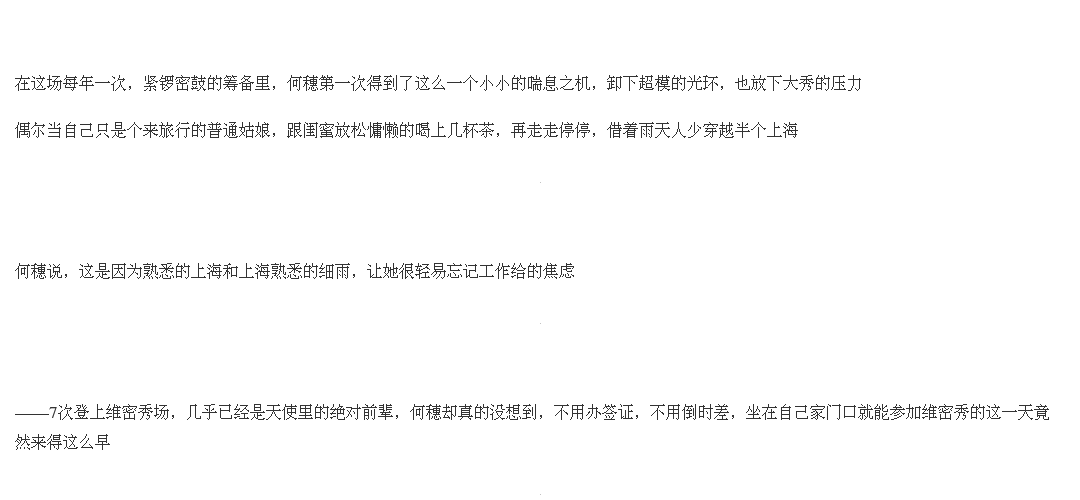 在这场每年一次，紧锣密鼓的筹备里，何穗第一次得到了这么一个小小的喘息之机，卸下超模的光环，也放下大秀的压力
偶尔当自己只是个来旅行的普通姑娘，跟闺蜜放松慵懒的喝上几杯茶，再走走停停，借着雨天人少穿越半个上海
何穗说，这是因为熟悉的上海和上海熟悉的细雨，让她很轻易忘记工作给的焦虑
——7次登上维密秀场，几乎已经是天使里的绝对前辈，何穗却真的没想到，不用办签证，不用倒时差，坐在自己家门口就能参加维密秀的这一天竟
然来得这么早